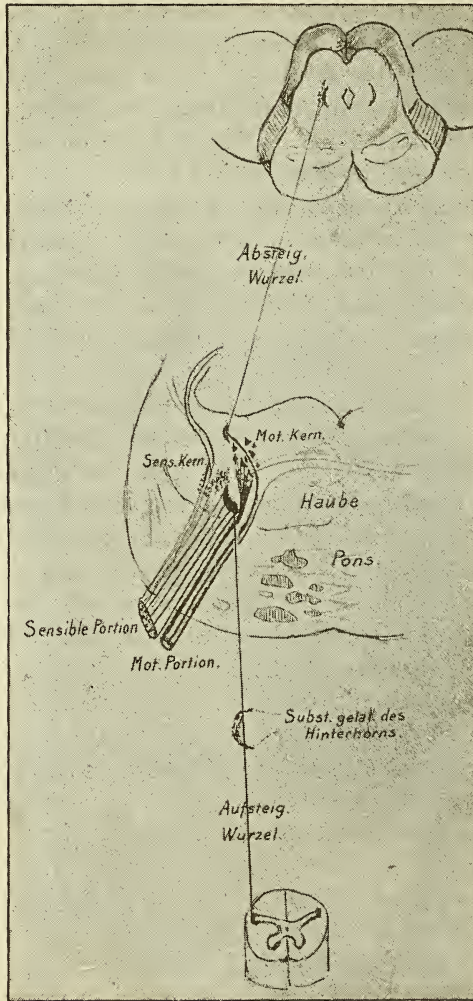 Absteig.
Wurzel.
Mot. Kern.
Sens. Kern.
Haube
Pons.
Sensible Portion
Mot. Portion.
Subst. gelat. des
Hinterhorns.
Aufsteig.
Wurzel.